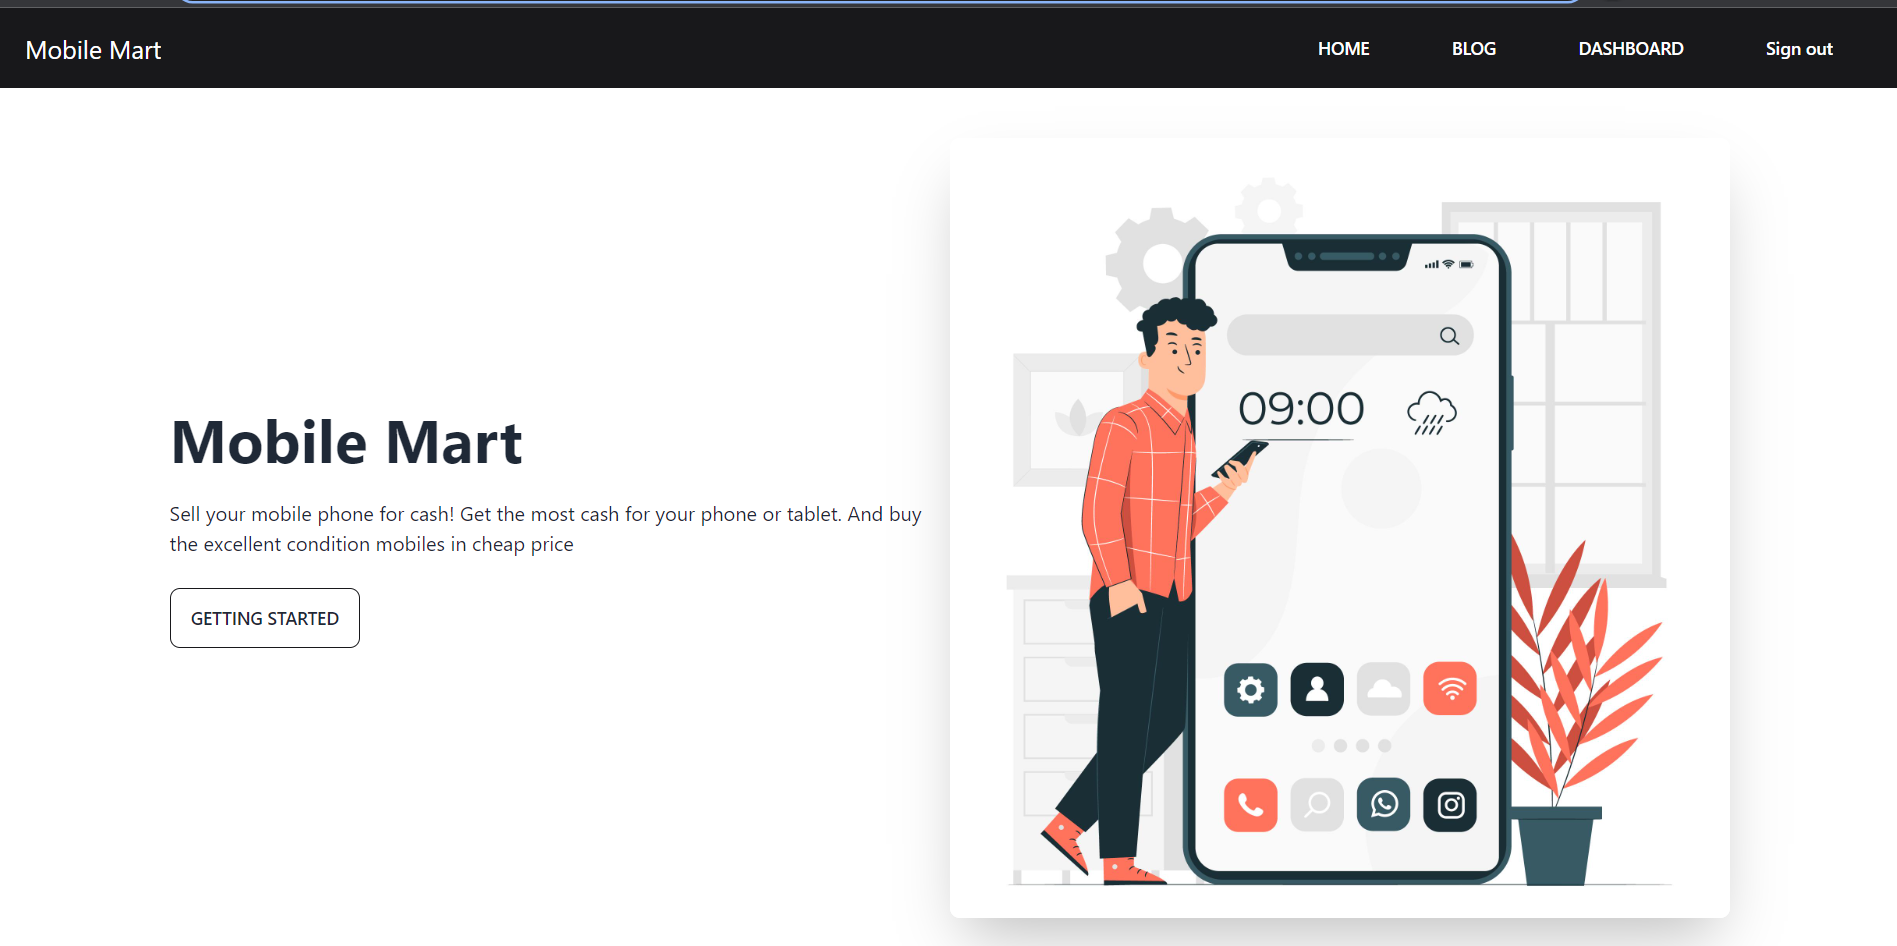 Mobile Mart
HOME
BLOG
DASHBOARD
Sign out
Mobile Mart
Sell your mobile phone for cash! Get the most cash for your phone or tablet. And buy
the excellent condition mobiles in cheap price
GETTING STARTED
09:00